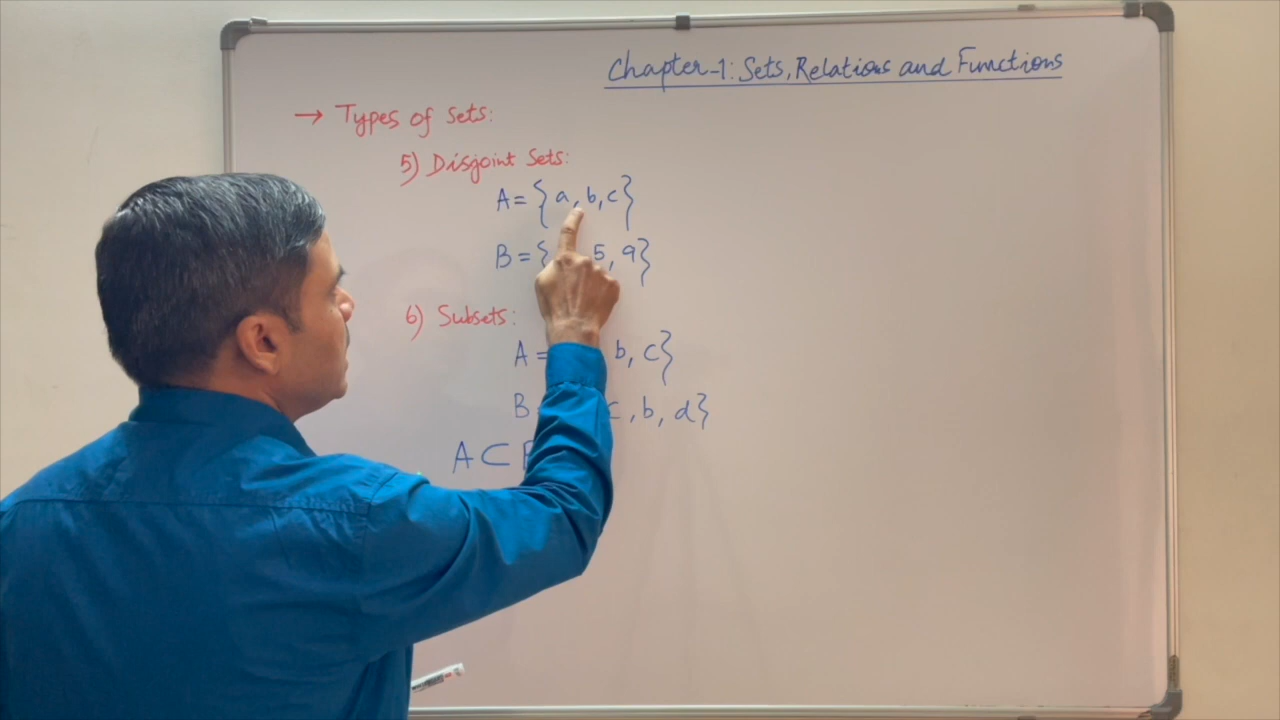 Chapter-1: Sets, Relations and Functions
→ Types of sets:
5) Disjoint Sets:
A = {a, b, c}
B = { 5, 9}
6) Subsets:
A = b, c}
B c, b, d}
A ⊂